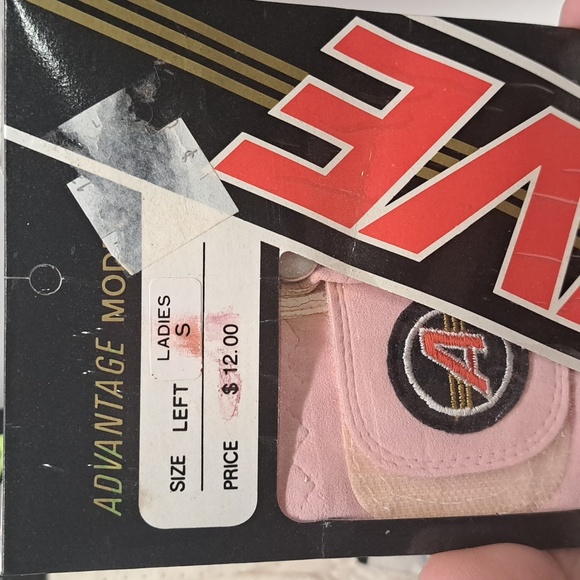 ADVANTAGE MOD
SIZE LEFT LADIES
S
PRICE $12.00
A